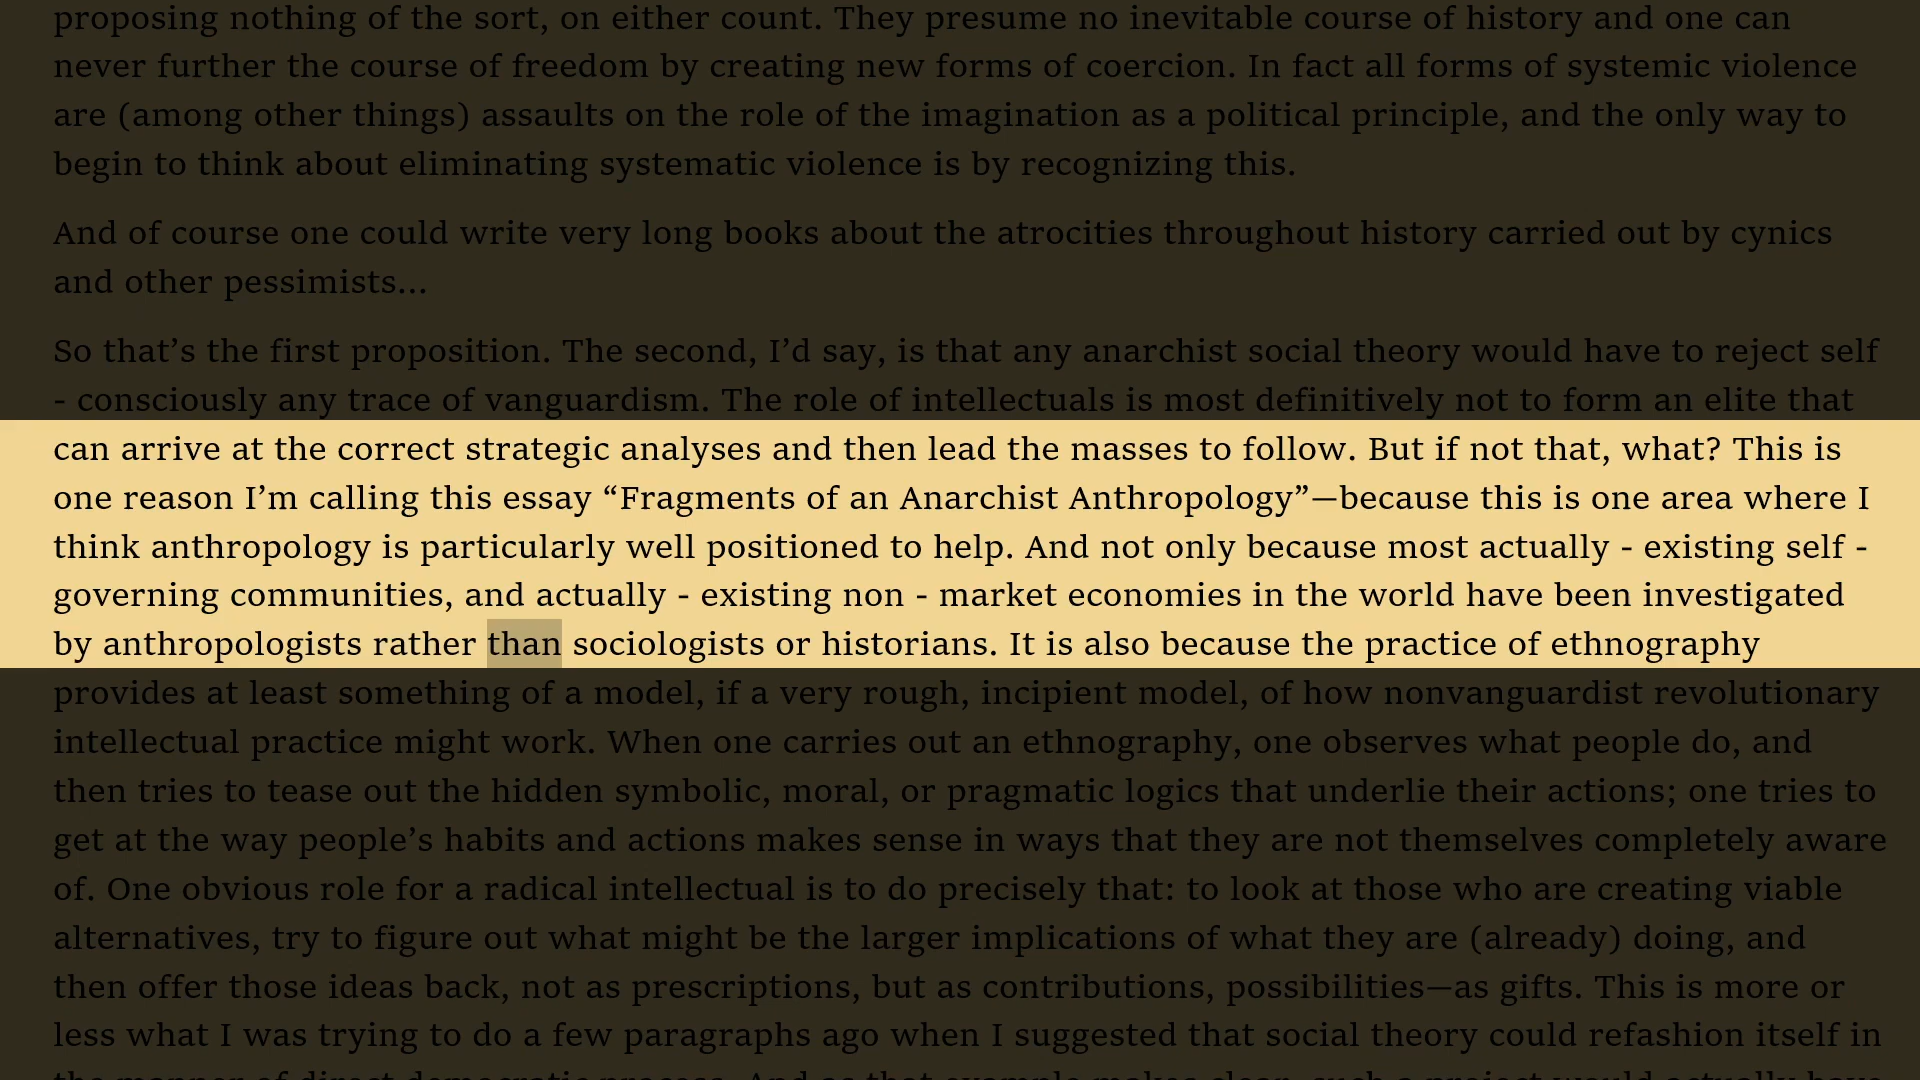 proposing nothing of the sort, on either count. They presume no inevitable course of history and one can
never further the course of freedom by creating new forms of coercion. In fact all forms of systemic violence
are (among other things) assaults on the role of the imagination as a political principle, and the only way to
begin to think about eliminating systematic violence is by recognizing this.
And of course one could write very long books about the atrocities throughout history carried out by cynics
and other pessimists...
So that’s the first proposition. The second, I’d say, is that any anarchist social theory would have to reject self
- consciously any trace of vanguardism. The role of intellectuals is most definitively not to form an elite that
can arrive at the correct strategic analyses and then lead the masses to follow. But if not that, what? This is
one reason I’m calling this essay “Fragments of an Anarchist Anthropology”—because this is one area where I
think anthropology is particularly well positioned to help. And not only because most actually - existing self -
governing communities, and actually - existing non - market economies in the world have been investigated
by anthropologists rather than sociologists or historians. It is also because the practice of ethnography
provides at least something of a model, if a very rough, incipient model, of how nonvanguardist revolutionary
intellectual practice might work. When one carries out an ethnography, one observes what people do, and
then tries to tease out the hidden symbolic, moral, or pragmatic logics that underlie their actions; one tries to
get at the way people’s habits and actions makes sense in ways that they are not themselves completely aware
of. One obvious role for a radical intellectual is to do precisely that: to look at those who are creating viable
alternatives, try to figure out what might be the larger implications of what they are (already) doing, and
then offer those ideas back, not as prescriptions, but as contributions, possibilities—as gifts. This is more or
less what I was trying to do a few paragraphs ago when I suggested that social theory could refashion itself in
the manner of direct democratic process. And as that example makes clear, such a project would actually have